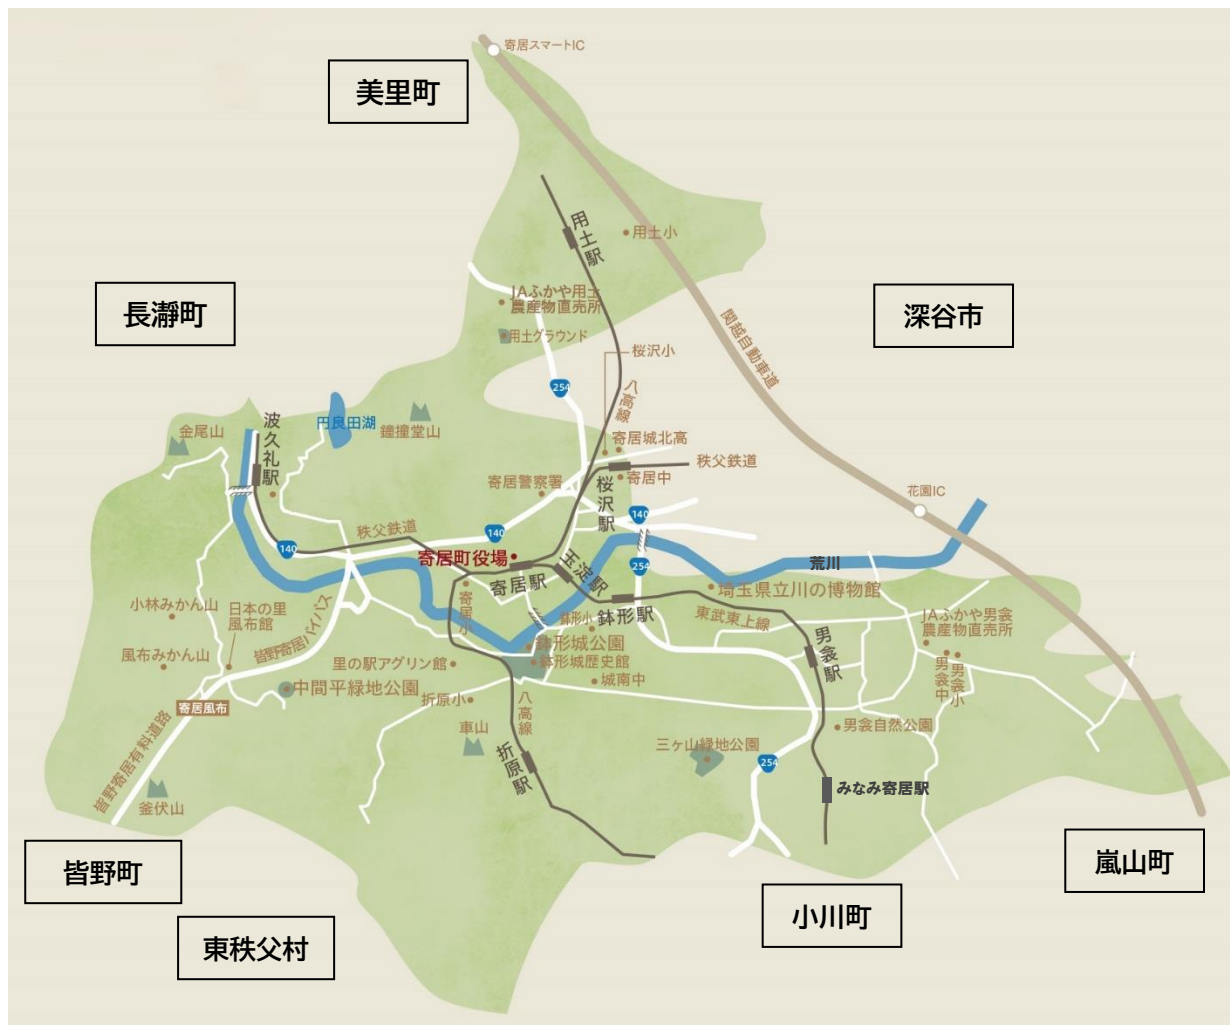 寄居スマートIC
美里町
用土駅
用土小
長瀞町
JAふかや用土
農産物直売所
深谷市
関越自動車道
用土グラウンド
桜沢小
254
八高線
波久礼駅
円良田湖
金尾山
鐘撞堂山
寄居城北高
秩父鉄道
寄居中
寄居警察署
桜沢駅
花園IC
140
140
140
秩父鉄道
寄居町役場
254
荒川
玉淀駅
寄居駅
寄居小
埼玉県立川の博物館
小林みかん山
日本の里
風布館
皆野寄居バイパス
鉢形小
鉢形駅
東武東上線
JAふかや男衾
農産物直売所
男衾駅
鉢形城公園
風布みかん山
里の駅アグリン館
鉢形城歴史館
男衾中
男衾小
中間平緑地公園
城南中
折原小
八高線
寄居風布
皆野寄居有料道路
車山
折原駅
男衾自然公園
三ヶ山緑地公園
254
みなみ寄居駅
釜伏山
皆野町
嵐山町
小川町
東秩父村